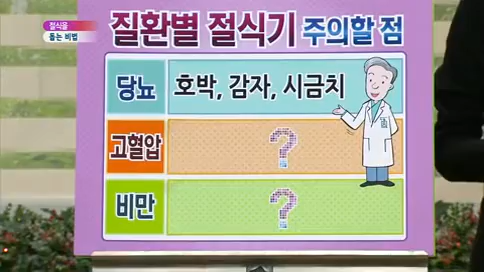 절식을
돕는 비법
질환별 절식기 주의할 점
당뇨 호박, 감자, 시금치
고혈압 ?
비만 ?